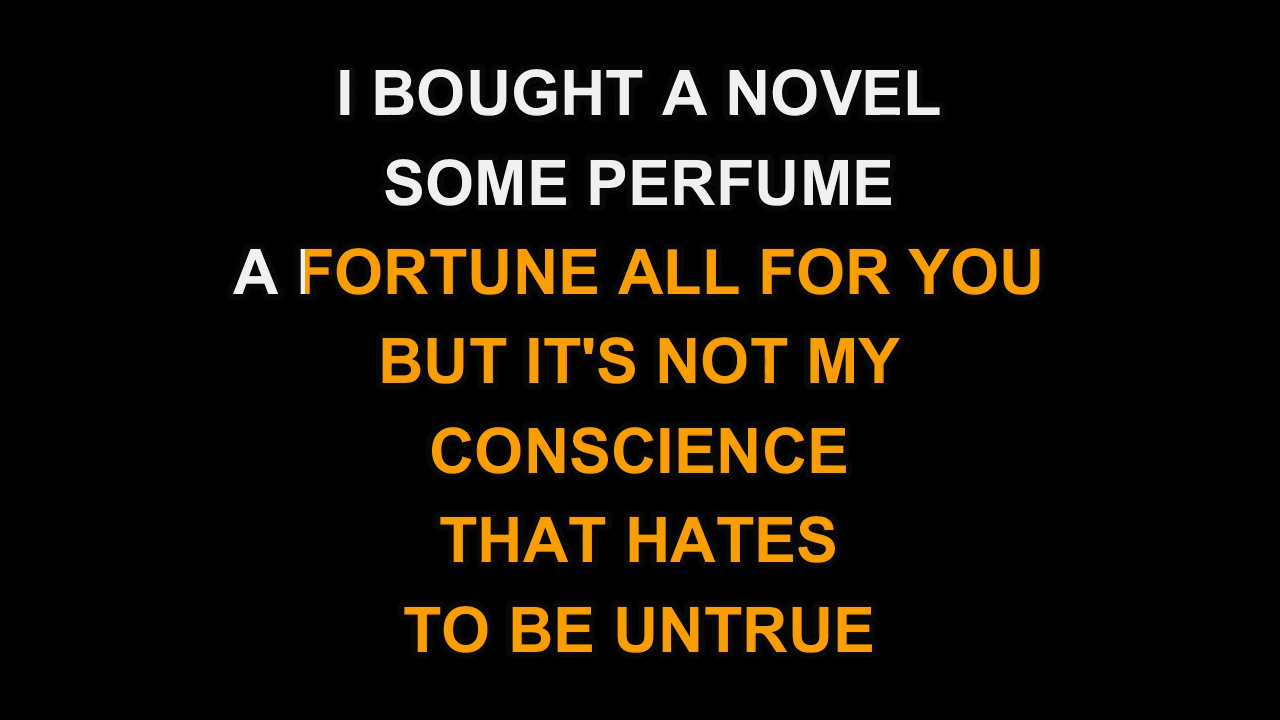 I BOUGHT A NOVEL
SOME PERFUME
A FORTUNE ALL FOR YOU
BUT IT'S NOT MY
CONSCIENCE
THAT HATES
TO BE UNTRUE